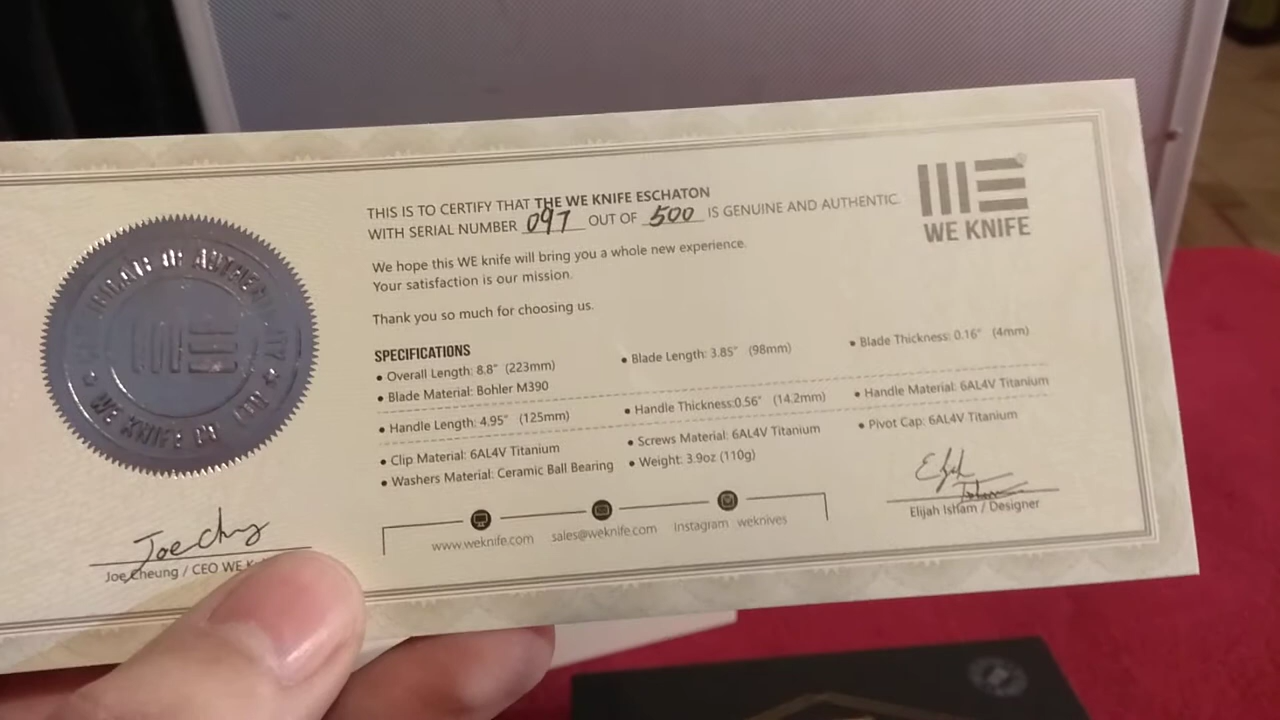 THIS IS TO CERTIFY THAT THE WE KNIFE ESCHATON
WITH SERIAL NUMBER 097 OUT OF 500 IS GENUINE AND AUTHENTIC
WE KNIFE
We hope this WE knife will bring you a whole new experience.
Your satisfaction is our mission.
Thank you so much for choosing us.
SPECIFICATIONS
• Overall Length: 8.8" (223mm) • Blade Length: 3.85" (98mm) • Blade Thickness: 0.16" (4mm)
• Blade Material: Bohler M390
• Handle Length: 4.95" (125mm) • Handle Thickness:0.56" (14.2mm) • Handle Material: 6AL4V Titanium
• Clip Material: 6AL4V Titanium • Screws Material: 6AL4V Titanium • Pivot Cap: 6AL4V Titanium
• Washers Material: Ceramic Ball Bearing • Weight: 3.9oz (110g)
www.weknife.com sales@weknife.com Instagram weknives
Elijah Isham / Designer
Joe Cheung
Joe Cheung / CEO WE
WE
WE KNIFE CO